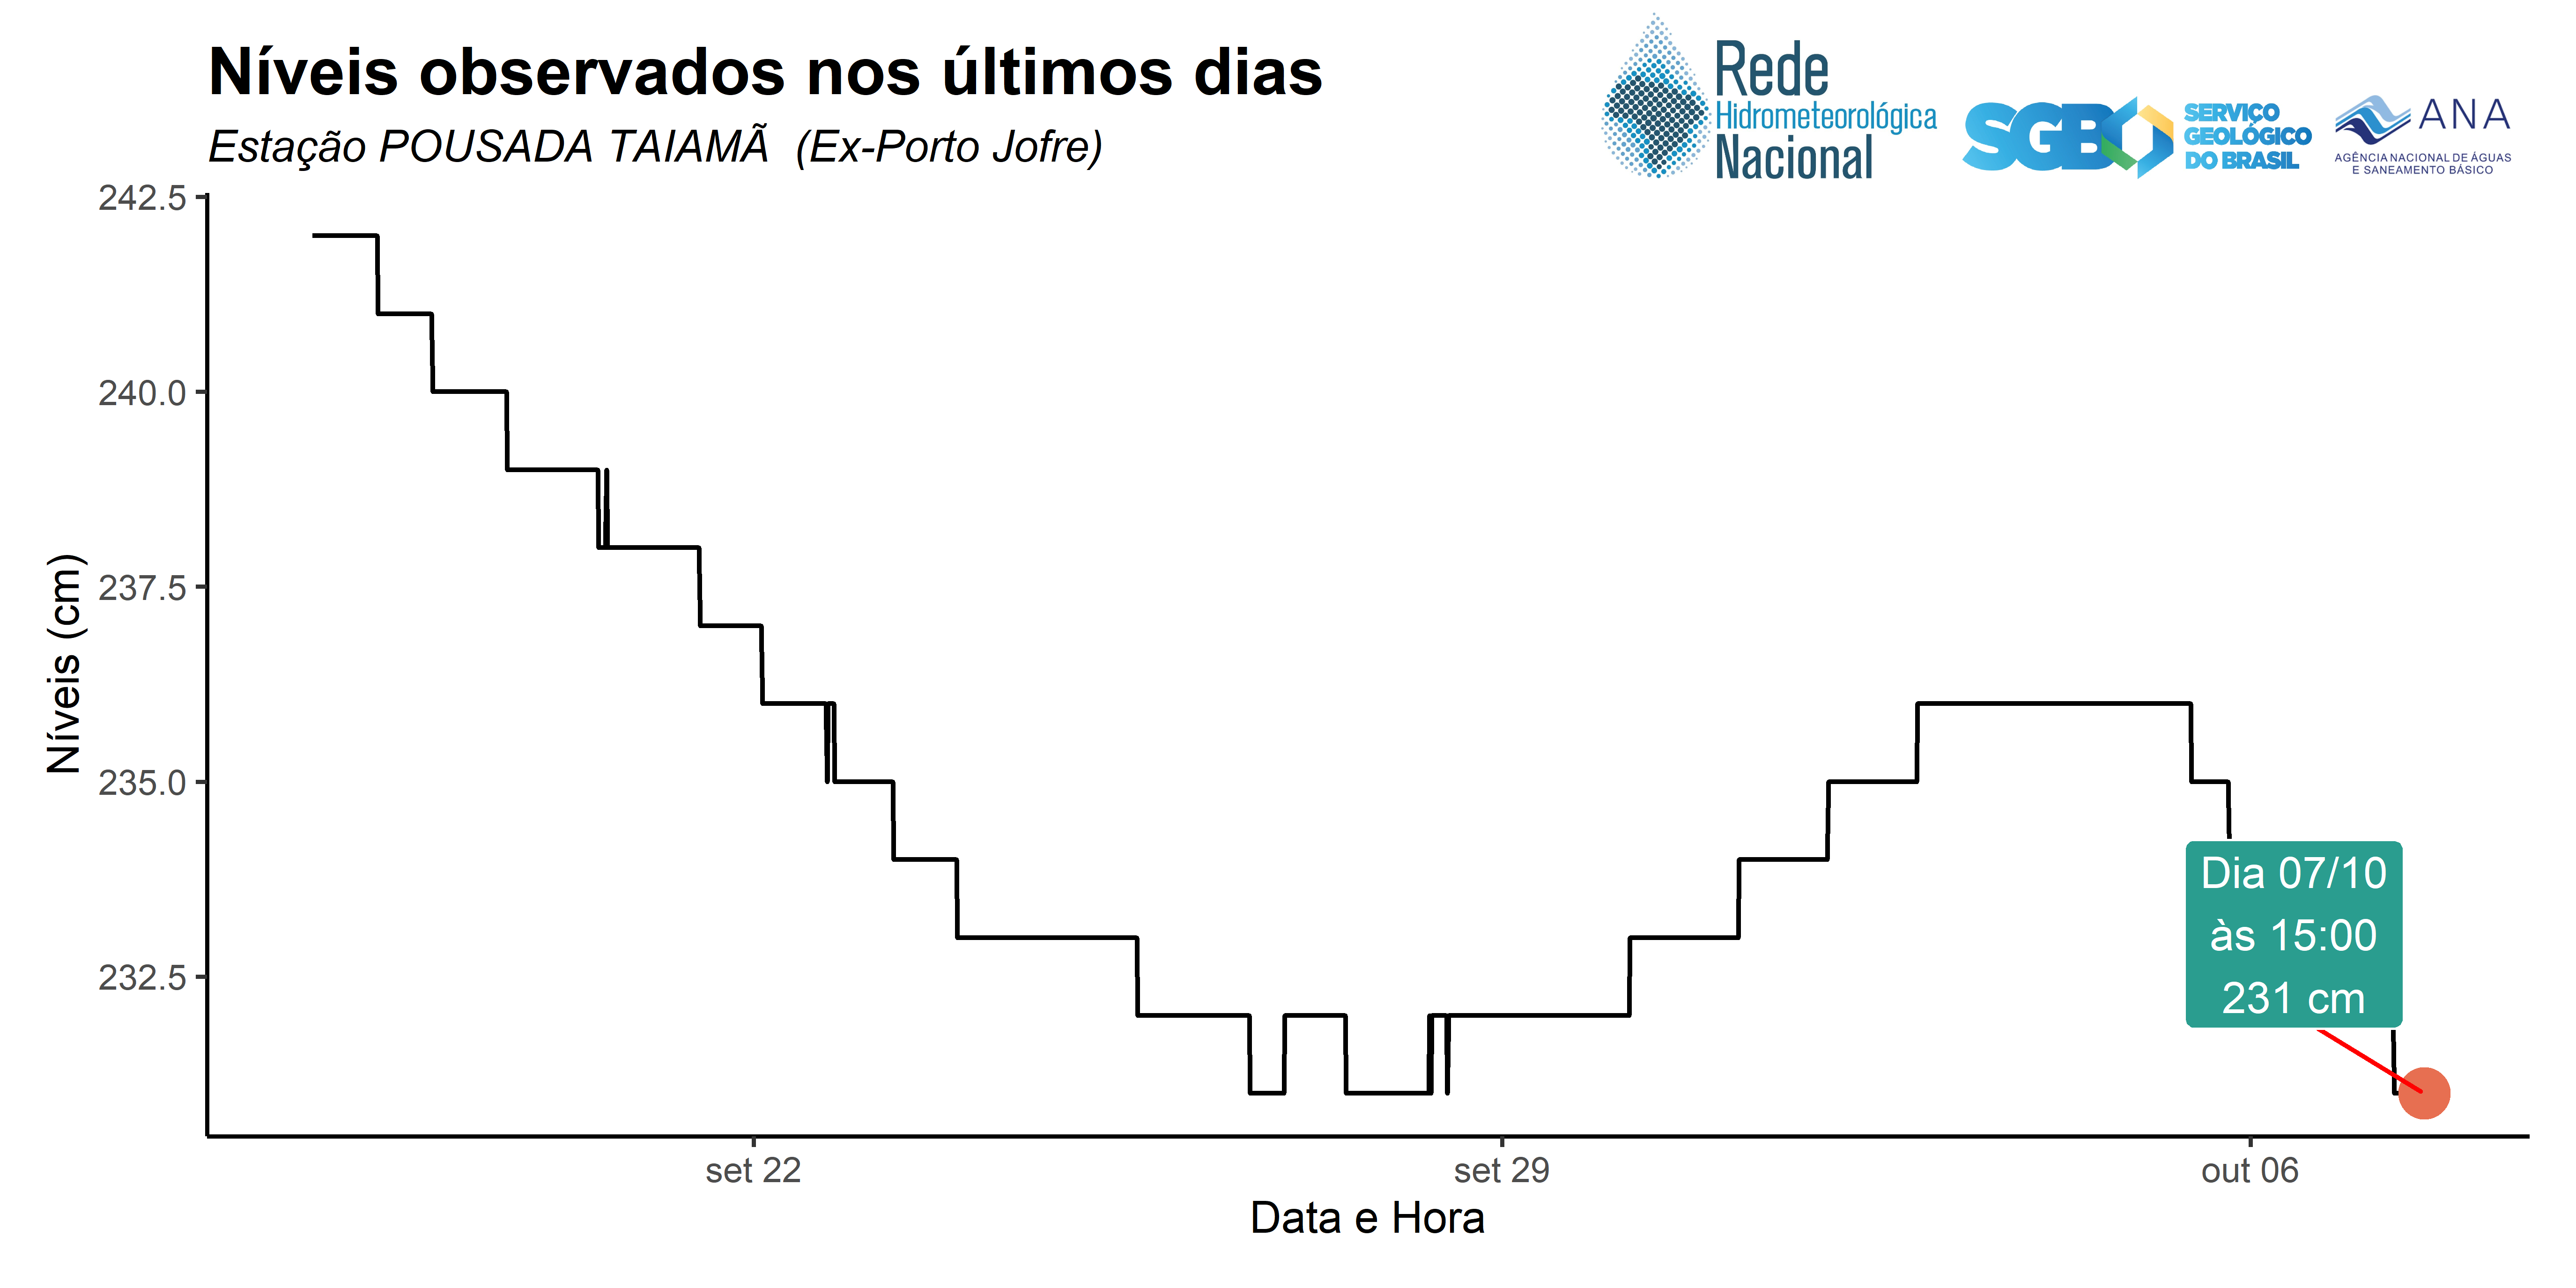 Níveis observados nos últimos dias
Estação POUSADA TAIAMÃ  (Ex-Porto Jofre)
Rede
Hidrometeorológica
Nacional
SGB
SERVIÇO
GEOLÓGICO
DO BRASIL
ANA
AGÊNCIA NACIONAL DE ÁGUAS
E SANEAMENTO BÁSICO
Níveis (cm)
242.5
240.0
237.5
235.0
232.5
Dia 07/10
às 15:00
231 cm
set 22
set 29
out 06
Data e Hora